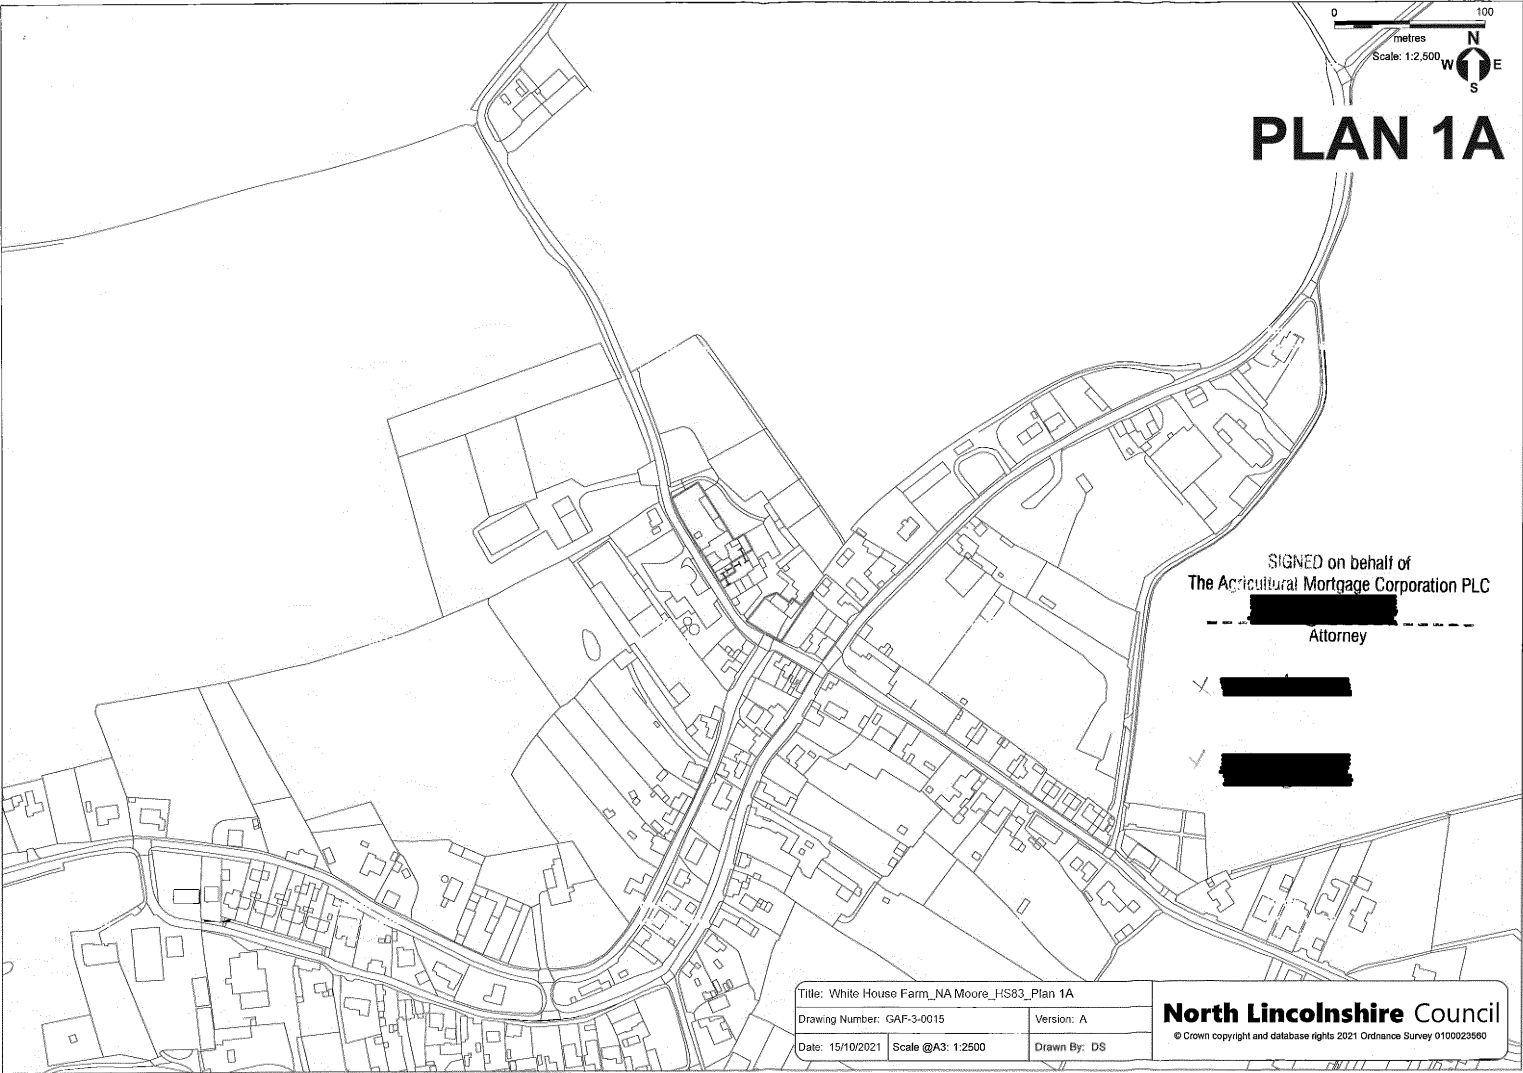 0 100
metres
Scale: 1:2,500
N
W E
S
PLAN 1A
SIGNED on behalf of
The Agricultural Mortgage Corporation PLC
Attorney
Title: White House Farm_NA Moore_HS83_Plan 1A
Drawing Number: GAF-3-0015
Version: A
Date: 15/10/2021
Scale @A3: 1:2500
Drawn By: DS
North Lincolnshire Council
© Crown copyright and database rights 2021 Ordnance Survey 0100023560